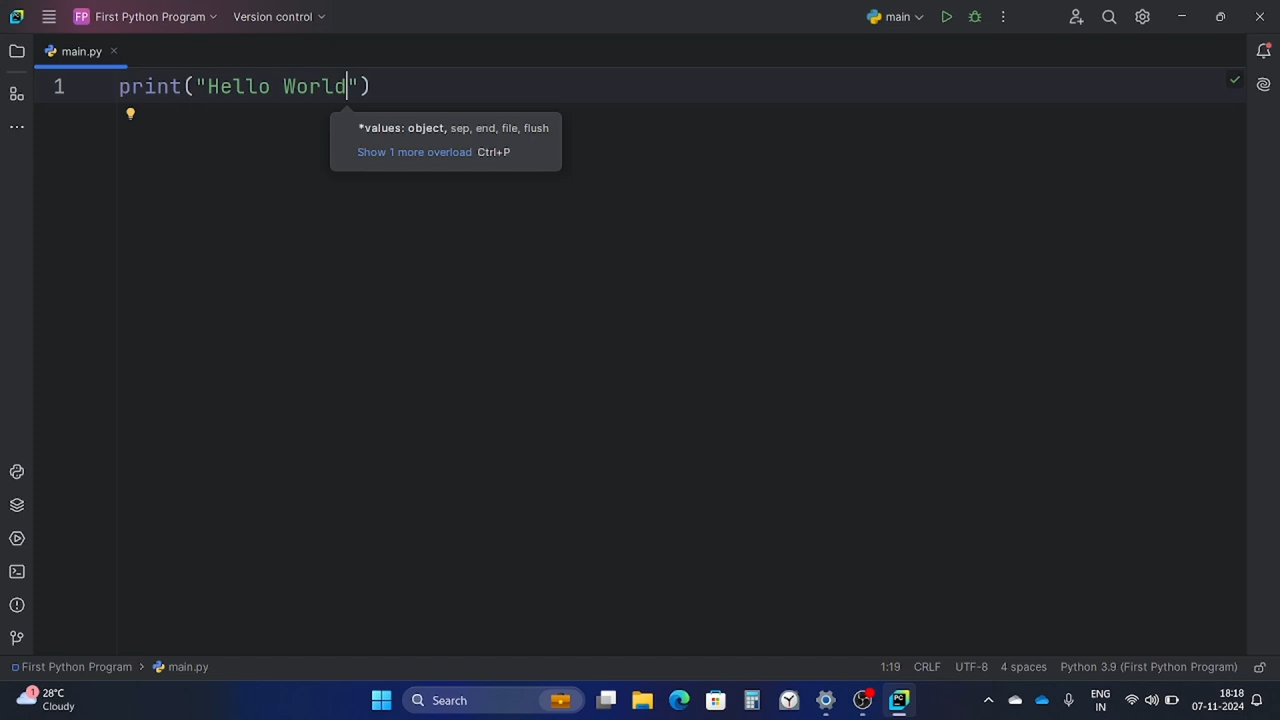 FP First Python Program Version control main
main.py
1 print("Hello World")
*values: object, sep, end, file, flush
Show 1 more overload Ctrl+P
First Python Program > main.py 1:19 CRLF UTF-8 4 spaces Python 3.9 (First Python Program)
1 28°C Cloudy
Search
PC
ENG IN
18:18
07-11-2024